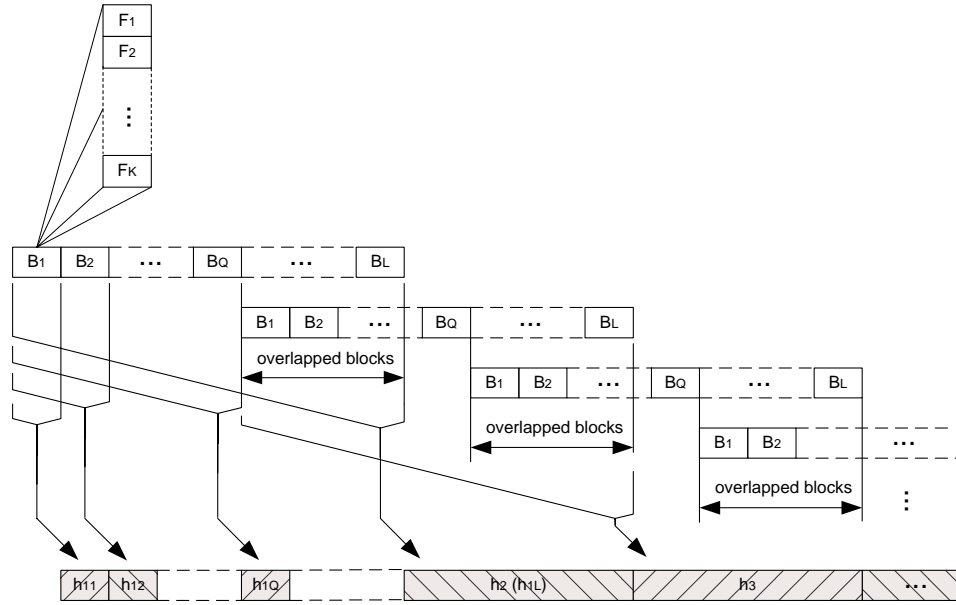 F1
F2
⋮
FK
B1 B2 ... BQ ... BL
B1 B2 ... BQ ... BL
overlapped blocks
B1 B2 ... BQ ... BL
overlapped blocks
B1 B2 ...
overlapped blocks
⋮
h11 h12 h1Q h2 (h1L) h3 ...